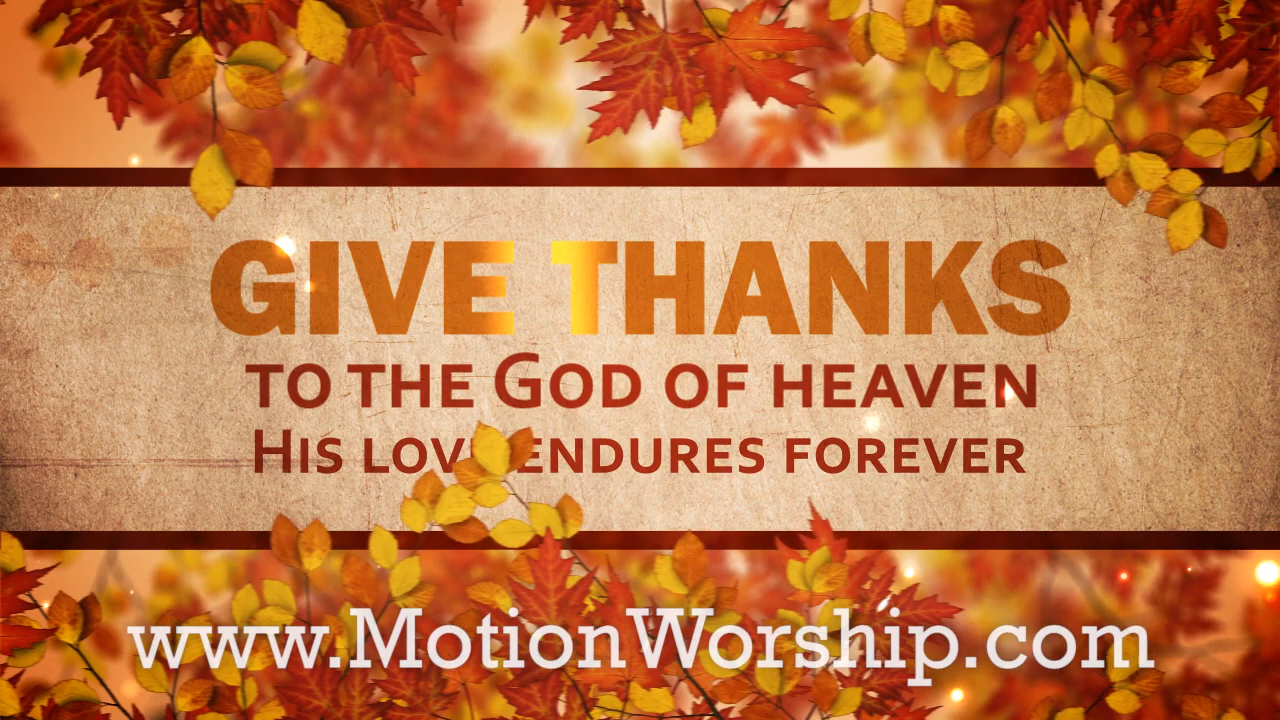 GIVE THANKS
TO THE GOD OF HEAVEN
HIS LOVE ENDURES FOREVER
www.MotionWorship.com